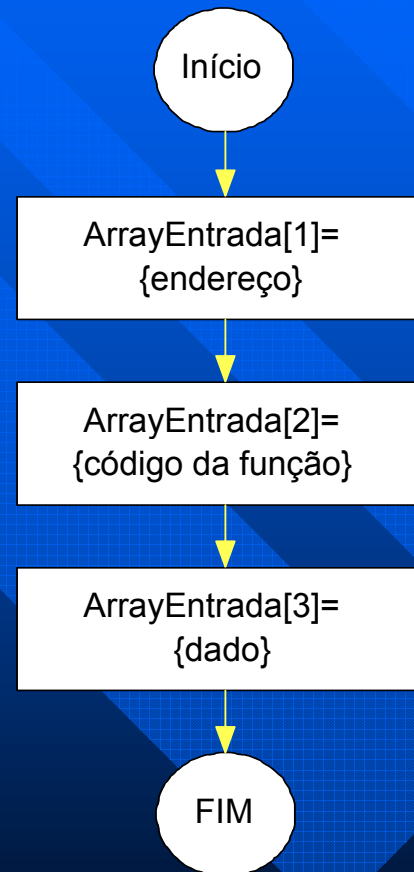 Início
ArrayEntrada[1]=
{endereço}
ArrayEntrada[2]=
{código da função}
ArrayEntrada[3]=
{dado}
FIM